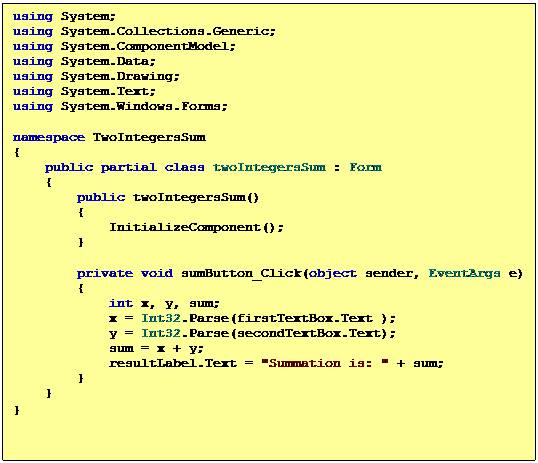 using System;
using System.Collections.Generic;
using System.ComponentModel;
using System.Data;
using System.Drawing;
using System.Text;
using System.Windows.Forms;

namespace TwoIntegersSum
{
    public partial class twoIntegersSum : Form
    {
        public twoIntegersSum()
        {
            InitializeComponent();
        }

        private void sumButton_Click(object sender, EventArgs e)
        {
            int x, y, sum;
            x = Int32.Parse(firstTextBox.Text );
            y = Int32.Parse(secondTextBox.Text);
            sum = x + y;
            resultLabel.Text = "Summation is: " + sum;
        }
    }
}